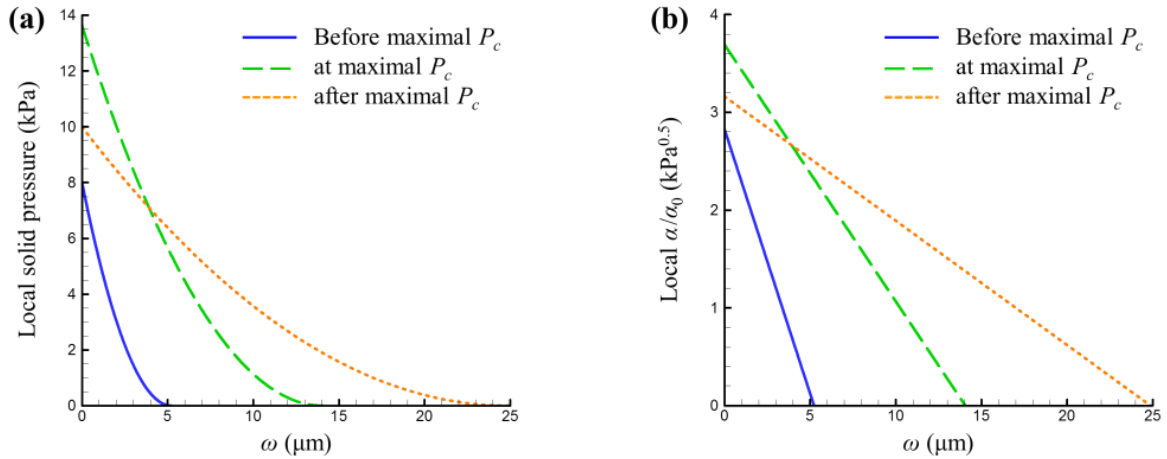 (a)
14
12
10
8
6
4
2
0
Local solid pressure (kPa)
Before maximal P_c
at maximal P_c
after maximal P_c
0 5 10 15 20 25
ω (μm)
(b)
4
3
2
1
0
Local α/α₀ (kPa^0.5)
Before maximal P_c
at maximal P_c
after maximal P_c
0 5 10 15 20 25
ω (μm)